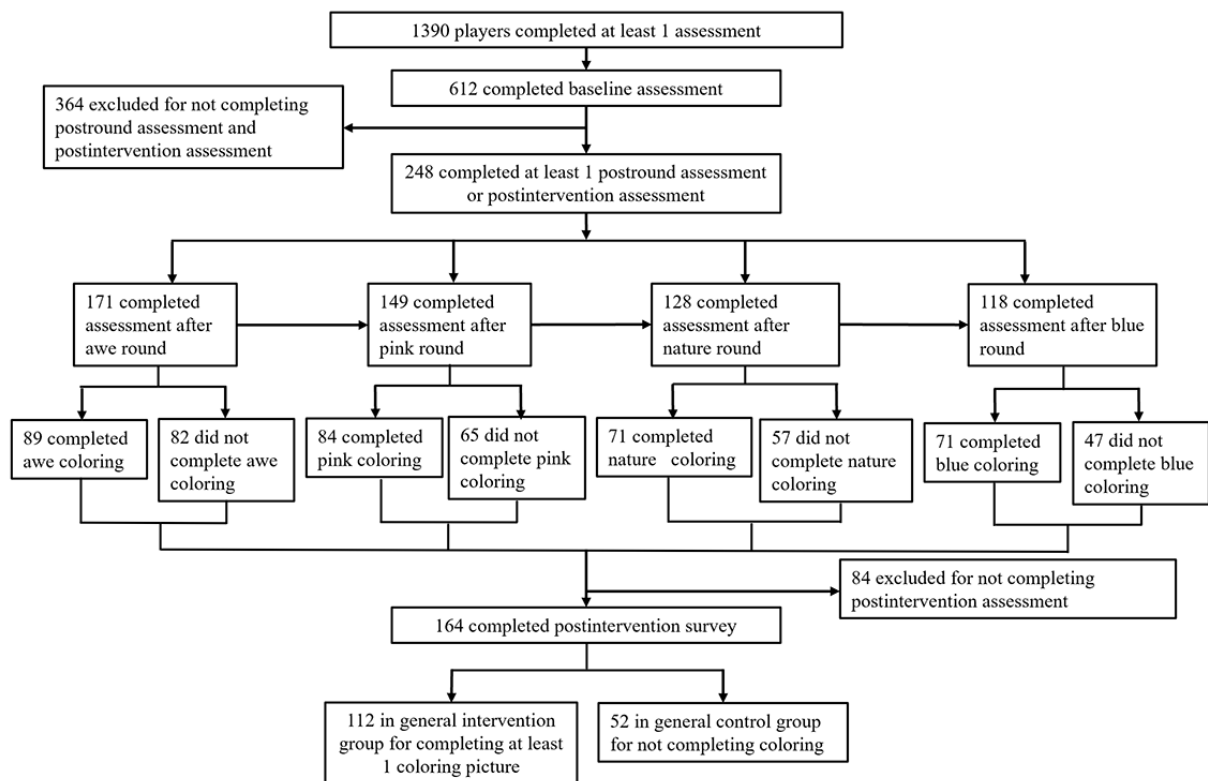 1390 players completed at least 1 assessment
612 completed baseline assessment
364 excluded for not completing
postround assessment and
postintervention assessment
248 completed at least 1 postround assessment
or postintervention assessment
171 completed
assessment after
awe round
149 completed
assessment after
pink round
128 completed
assessment after
nature round
118 completed
assessment after blue
round
89 completed
awe coloring
82 did not
complete awe
coloring
84 completed
pink coloring
65 did not
complete pink
coloring
71 completed
nature coloring
57 did not
complete nature
coloring
71 completed
blue coloring
47 did not
complete blue
coloring
84 excluded for not completing
postintervention assessment
164 completed postintervention survey
112 in general intervention
group for completing at least
1 coloring picture
52 in general control group
for not completing coloring